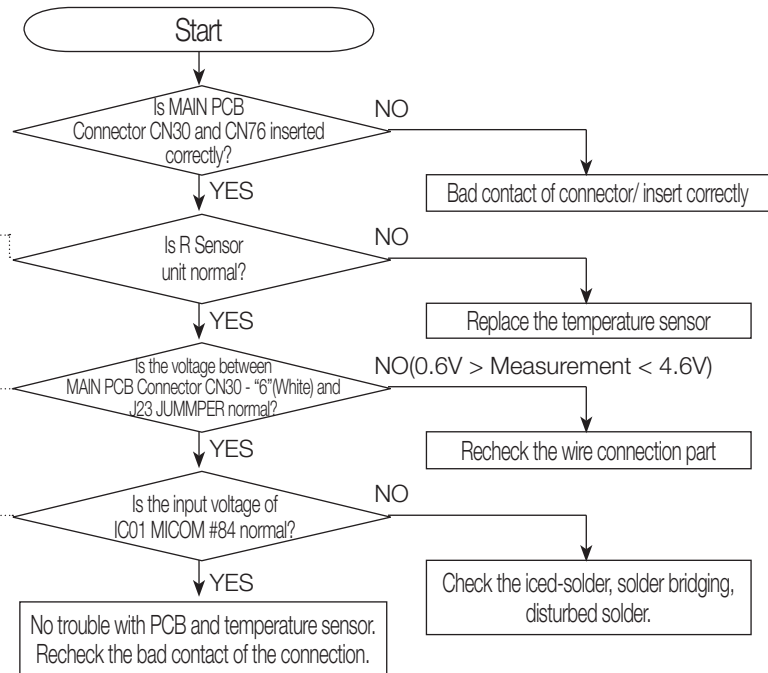 Start
Is MAIN PCB
Connector CN30 and CN76 inserted
correctly?
NO
Bad contact of connector/ insert correctly
YES
Is R Sensor
unit normal?
NO
Replace the temperature sensor
YES
Is the voltage between
MAIN PCB Connector CN30 - “6”(White) and
J23 JUMMPER normal?
NO(0.6V > Measurement < 4.6V)
Recheck the wire connection part
YES
Is the input voltage of
IC01 MICOM #84 normal?
NO
Check the iced-solder, solder bridging,
disturbed solder.
YES
No trouble with PCB and temperature sensor.
Recheck the bad contact of the connection.